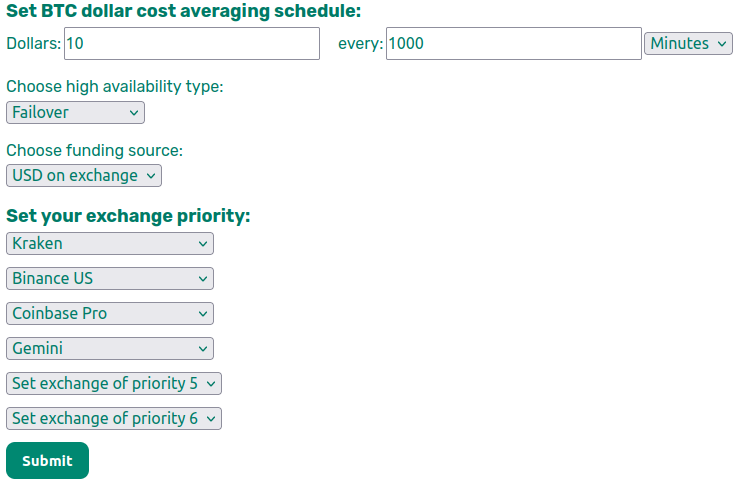 Set BTC dollar cost averaging schedule:
Dollars: 10 every: 1000 Minutes
Choose high availability type:
Failover
Choose funding source:
USD on exchange
Set your exchange priority:
Kraken
Binance US
Coinbase Pro
Gemini
Set exchange of priority 5
Set exchange of priority 6
Submit